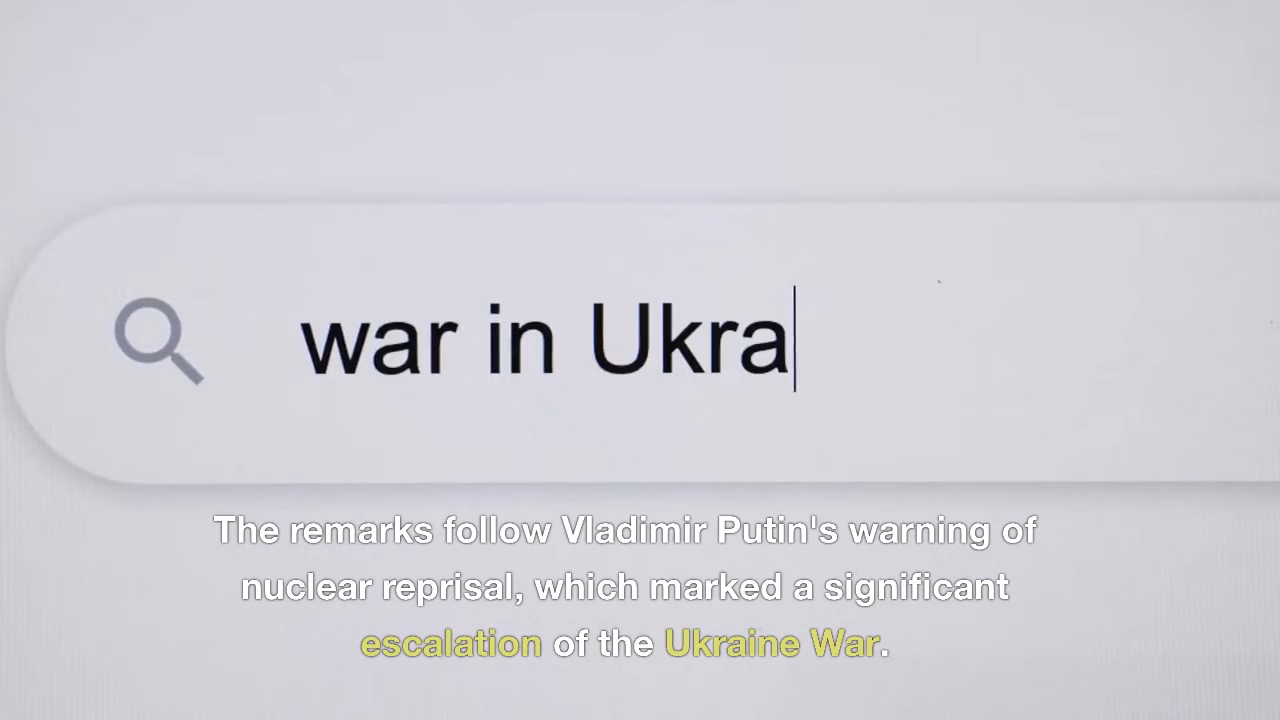 war in Ukra
The remarks follow Vladimir Putin's warning of
nuclear reprisal, which marked a significant
escalation of the Ukraine War.